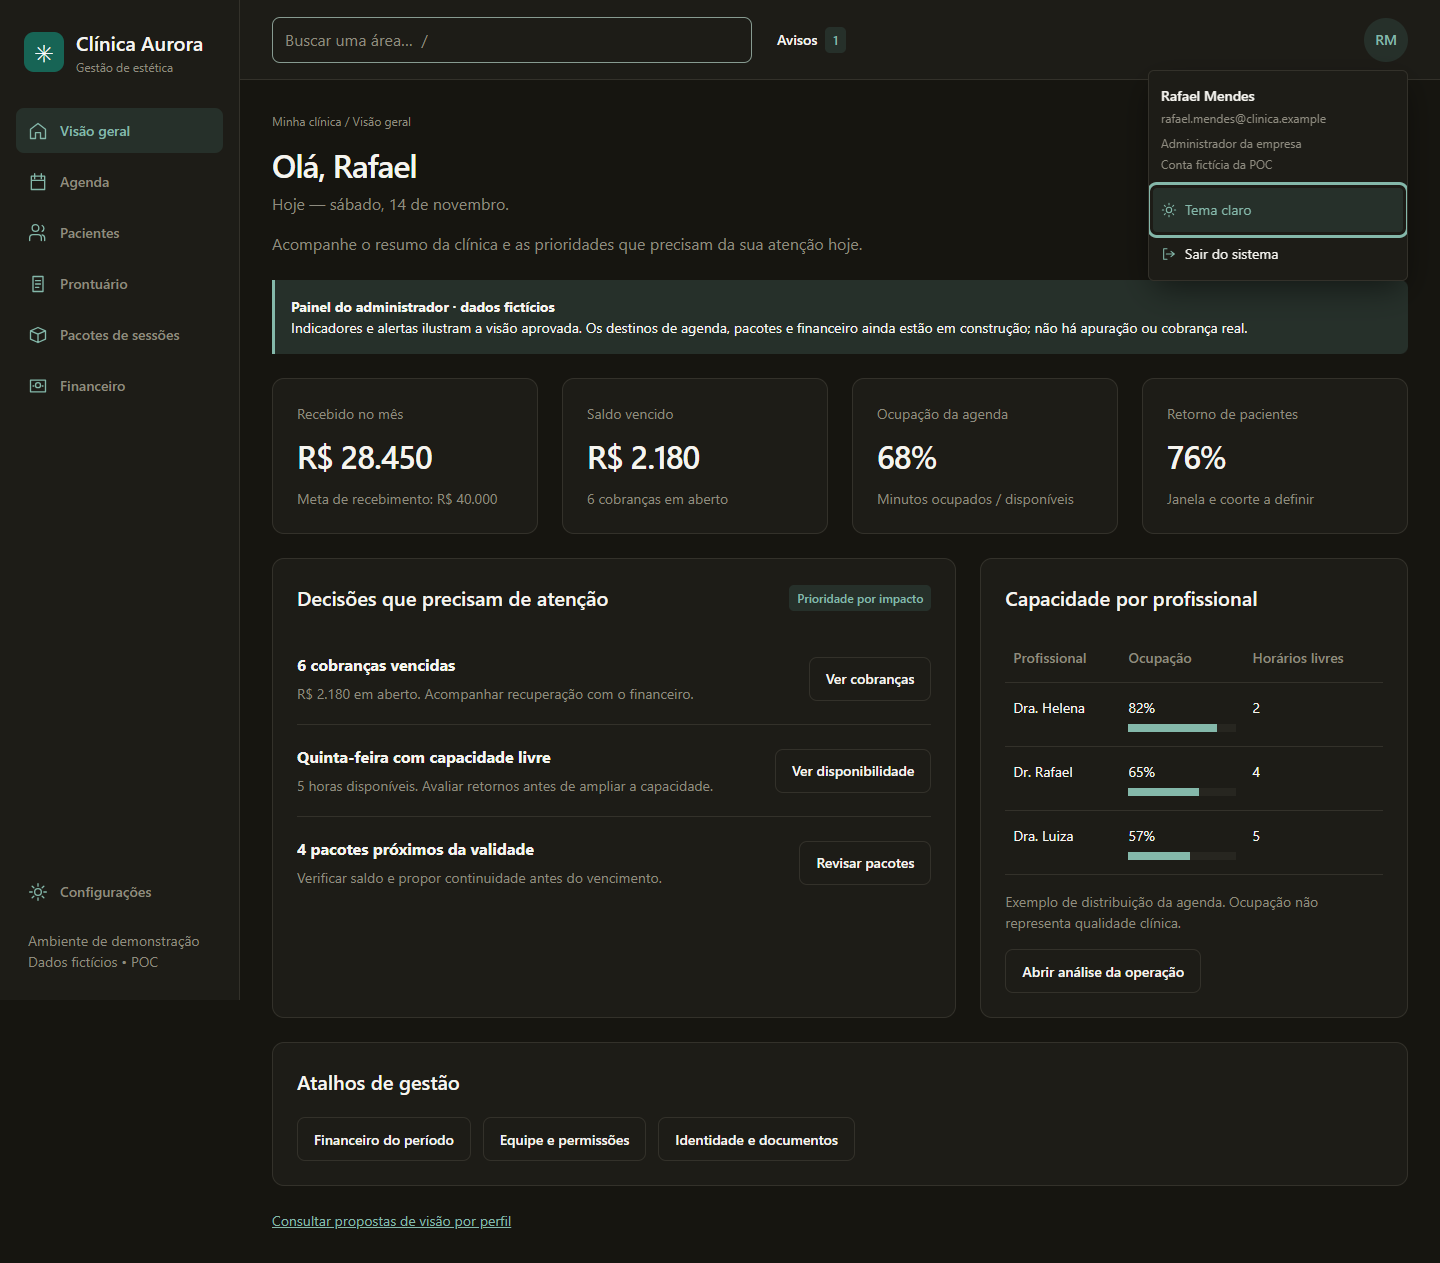 Clínica Aurora
Gestão de estética
Visão geral
Agenda
Pacientes
Prontuário
Pacotes de sessões
Financeiro
Configurações
Ambiente de demonstração
Dados fictícios • POC
Buscar uma área... /
Avisos 1
RM
Rafael Mendes
rafael.mendes@clinica.example
Administrador da empresa
Conta fictícia da POC
Tema claro
Sair do sistema
Minha clínica / Visão geral
Olá, Rafael
Hoje — sábado, 14 de novembro.
Acompanhe o resumo da clínica e as prioridades que precisam da sua atenção hoje.
Painel do administrador · dados fictícios
Indicadores e alertas ilustram a visão aprovada. Os destinos de agenda, pacotes e financeiro ainda estão em construção; não há apuração ou cobrança real.
Recebido no mês
R$ 28.450
Meta de recebimento: R$ 40.000
Saldo vencido
R$ 2.180
6 cobranças em aberto
Ocupação da agenda
68%
Minutos ocupados / disponíveis
Retorno de pacientes
76%
Janela e coorte a definir
Decisões que precisam de atenção
Prioridade por impacto
6 cobranças vencidas
R$ 2.180 em aberto. Acompanhar recuperação com o financeiro.
Ver cobranças
Quinta-feira com capacidade livre
5 horas disponíveis. Avaliar retornos antes de ampliar a capacidade.
Ver disponibilidade
4 pacotes próximos da validade
Verificar saldo e propor continuidade antes do vencimento.
Revisar pacotes
Capacidade por profissional
Profissional Ocupação Horários livres
Dra. Helena 82% 2
Dr. Rafael 65% 4
Dra. Luiza 57% 5
Exemplo de distribuição da agenda. Ocupação não
representa qualidade clínica.
Abrir análise da operação
Atalhos de gestão
Financeiro do período
Equipe e permissões
Identidade e documentos
Consultar propostas de visão por perfil